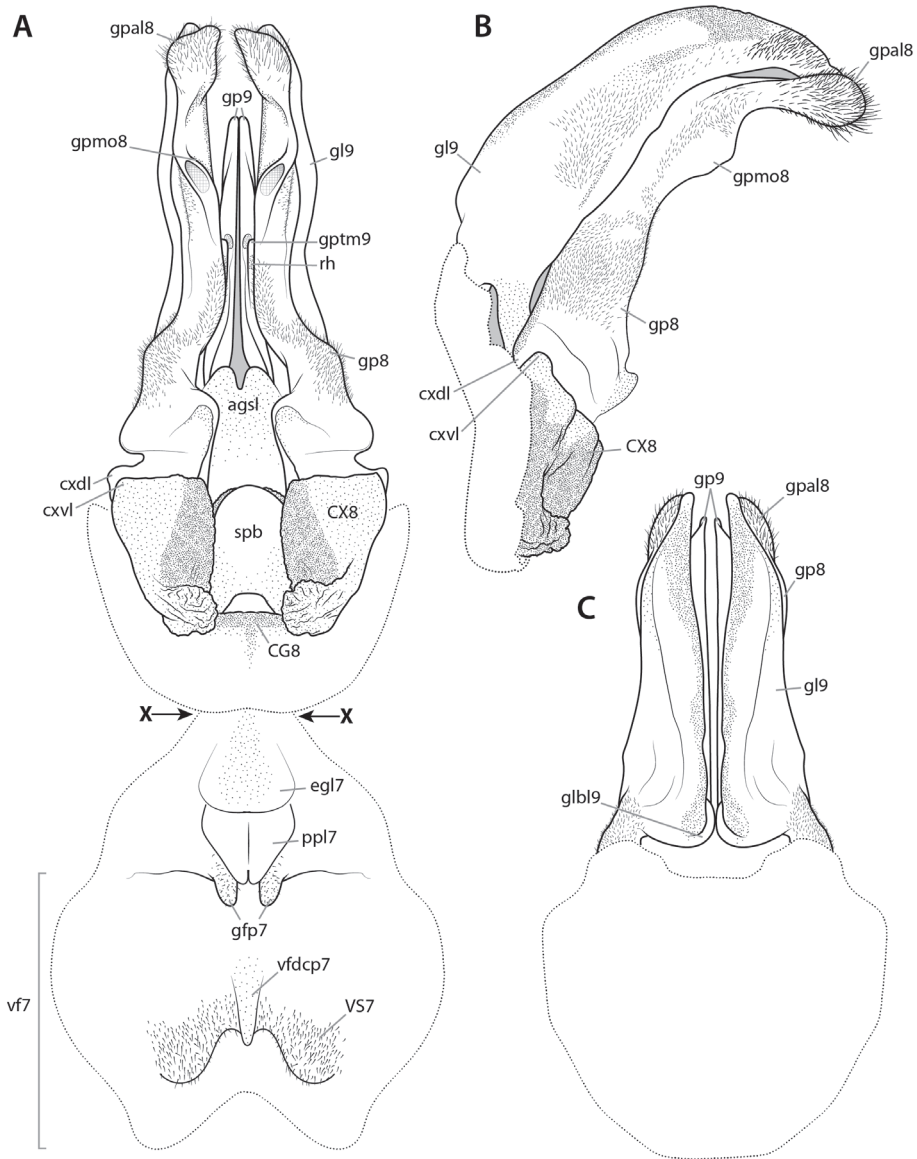 A
gpal8
gp9
gpmo8
gl9
gptm9
rh
gp8
agsl
cxdl
cxvl
CX8
spb
CG8
X X
egl7
ppl7
gfp7
vfdcp7
vf7
VS7
B
gpal8
gl9
gpmo8
gp8
cxdl
cxvl
CX8
C
gp9
gpal8
gp8
gl9
glbl9